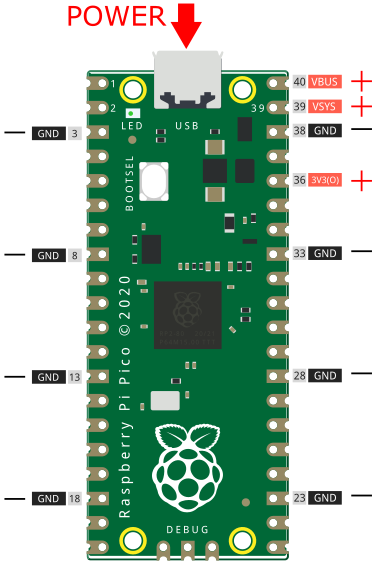 POWER
1
40 VBUS +
2
39
39 VSYS +
LED
USB
— GND 3
38 GND —
BOOTSEL
36 3V3(O) +
— GND 8
33 GND —
Raspberry Pi Pico ©2020
— GND 13
28 GND —
— GND 18
23 GND —
DEBUG